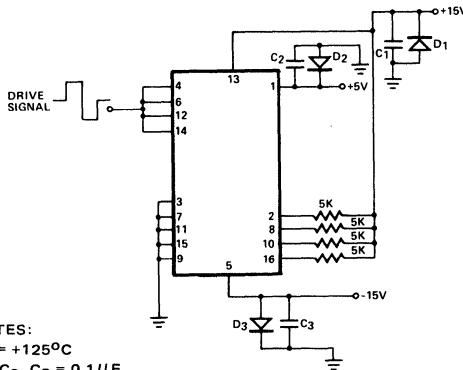 +15V
C1
D1
C2
D2
13
1
+5V
DRIVE
SIGNAL
4
6
12
14
3
7
11
15
9
2
8
10
16
5K
5K
5K
5K
5
-15V
D3
C3
TES:
= +125°C